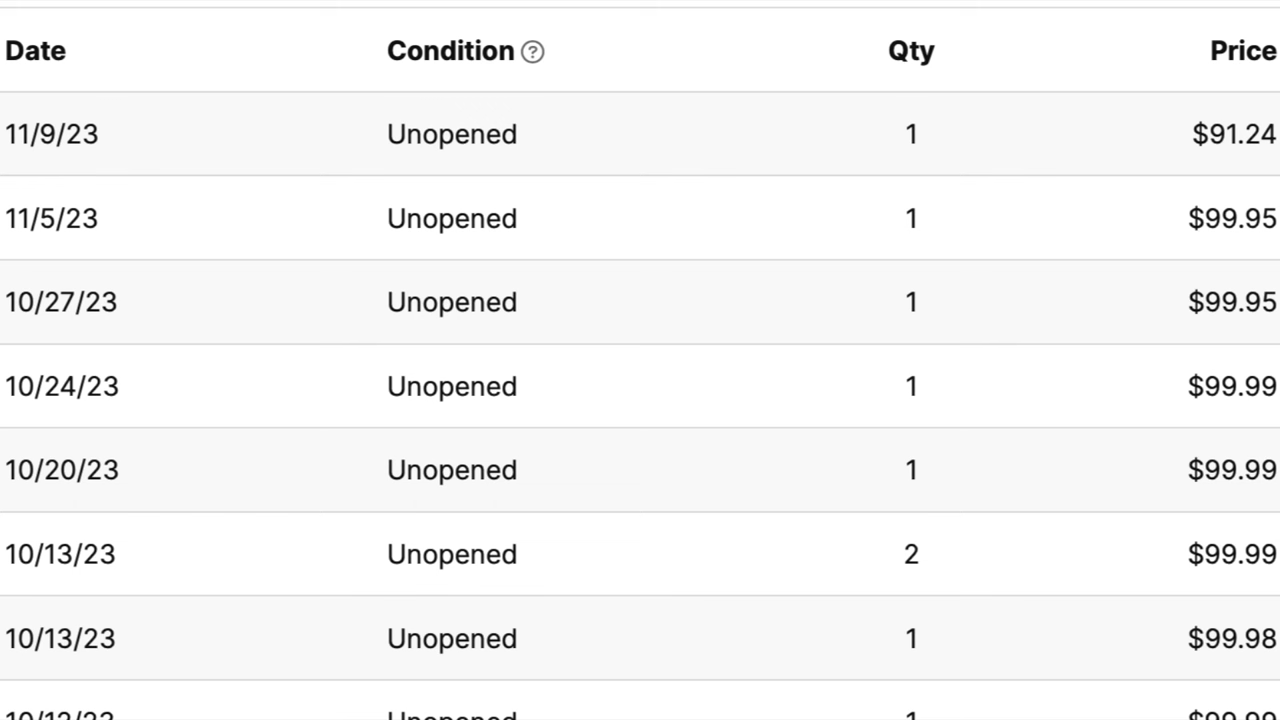 Date Condition ? Qty Price
11/9/23 Unopened 1 $91.24
11/5/23 Unopened 1 $99.95
10/27/23 Unopened 1 $99.95
10/24/23 Unopened 1 $99.99
10/20/23 Unopened 1 $99.99
10/13/23 Unopened 2 $99.99
10/13/23 Unopened 1 $99.98
Unopened